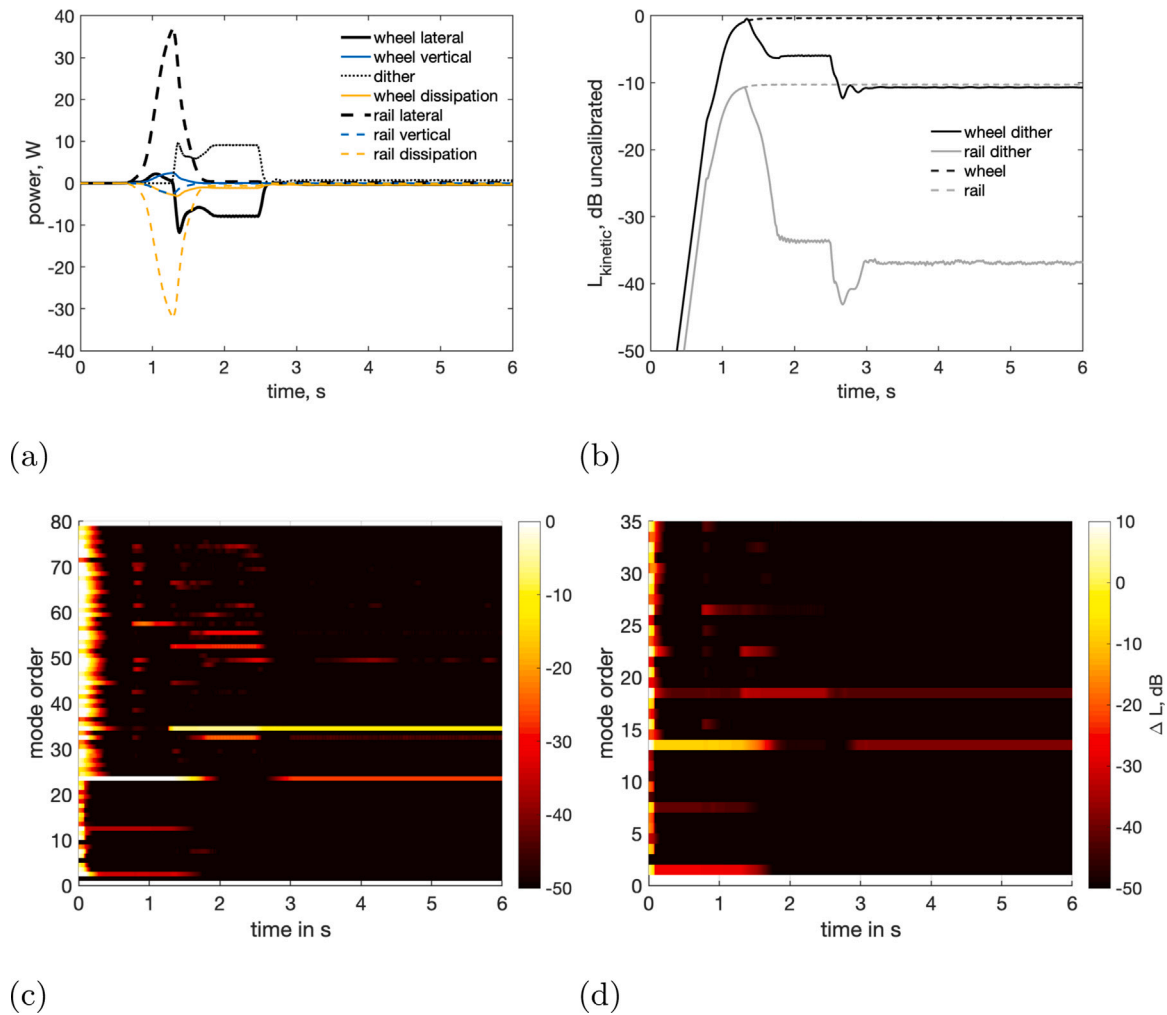 power, W
40
30
20
10
0
-10
-20
-30
-40
0 1 2 3 4 5 6
time, s
wheel lateral
wheel vertical
dither
wheel dissipation
rail lateral
rail vertical
rail dissipation
(a)
L_kinetic, dB uncalibrated
0
-10
-20
-30
-40
-50
0 1 2 3 4 5 6
time, s
wheel dither
rail dither
wheel
rail
(b)
mode order
80
70
60
50
40
30
20
10
0
0 1 2 3 4 5 6
time in s
0
-10
-20
-30
-40
-50
(c)
mode order
35
30
25
20
15
10
5
0
0 1 2 3 4 5 6
time in s
10
0
-10
-20
-30
-40
-50
Δ L, dB
(d)